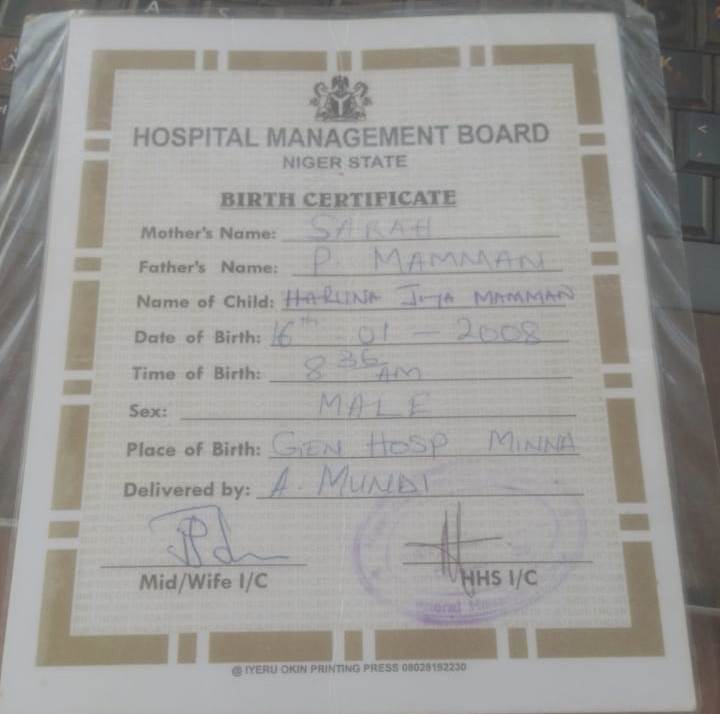 HOSPITAL MANAGEMENT BOARD
NIGER STATE
BIRTH CERTIFICATE
Mother's Name: SARAH
Father's Name: P. MAMMAN
Name of Child: HARUNA JIYA MAMMAN
Date of Birth: 16th - 01 - 2008
Time of Birth: 8 36 AM
Sex: MALE
Place of Birth: GEN HOSP MINNA
Delivered by: A. MUNDI
Mid/Wife I/C
HHS I/C
@ IYERU OKIN PRINTING PRESS 08028192230